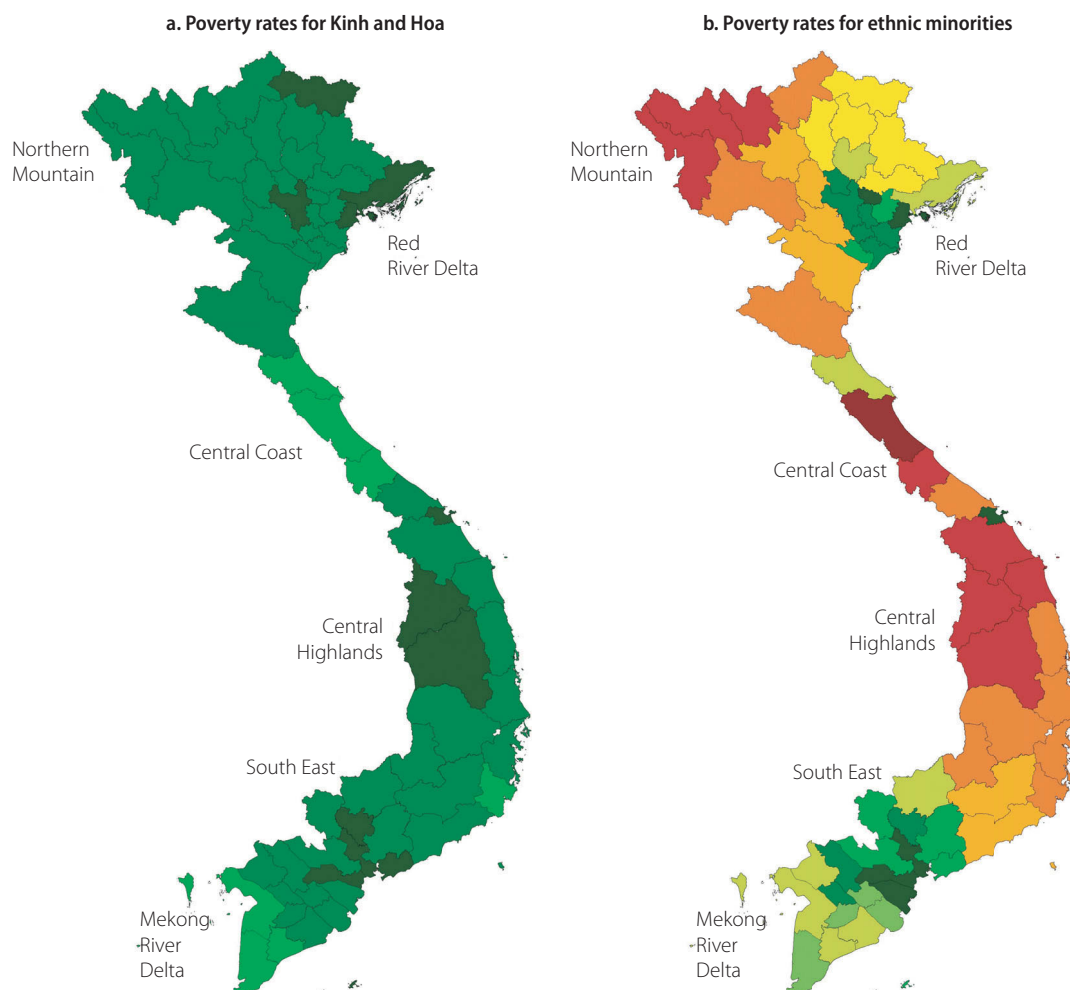 a. Poverty rates for Kinh and Hoa
Northern
Mountain
Red
River Delta
Central Coast
Central
Highlands
South East
Mekong
River
Delta
b. Poverty rates for ethnic minorities
Northern
Mountain
Red
River Delta
Central Coast
Central
Highlands
South East
Mekong
River
Delta